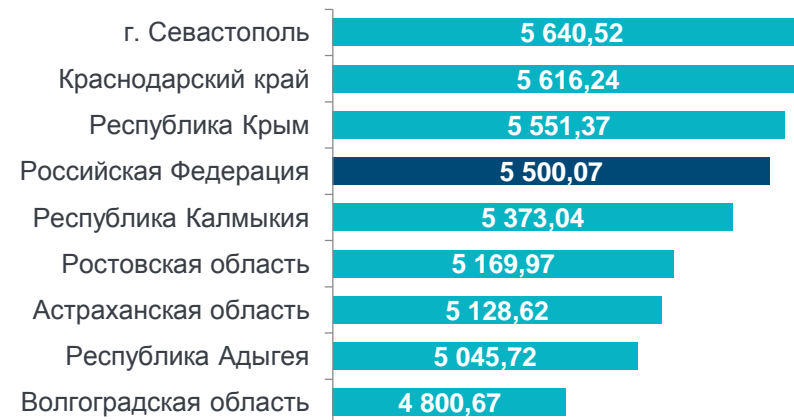 г. Севастополь 5 640,52
Краснодарский край 5 616,24
Республика Крым 5 551,37
Российская Федерация 5 500,07
Республика Калмыкия 5 373,04
Ростовская область 5 169,97
Астраханская область 5 128,62
Республика Адыгея 5 045,72
Волгоградская область 4 800,67